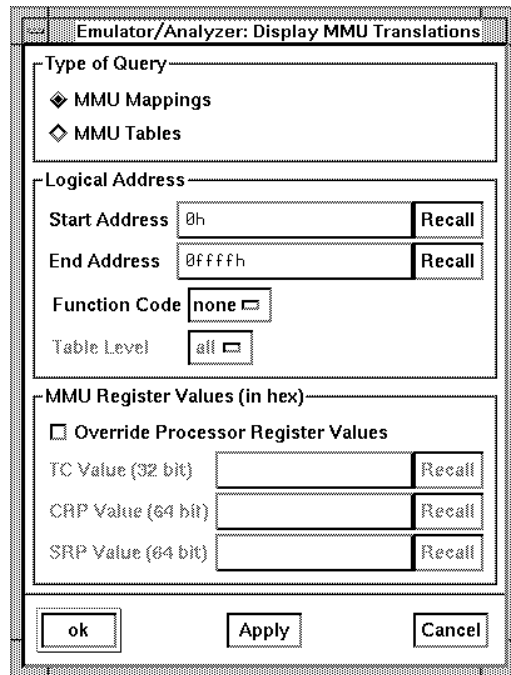 Emulator/Analyzer: Display MMU Translations
Type of Query
MMU Mappings
MMU Tables
Logical Address
Start Address 0h Recall
End Address 0ffffh Recall
Function Code none
Table Level all
MMU Register Values (in hex)
Override Processor Register Values
TC Value (32 bit) Recall
CRP Value (64 bit) Recall
SRP Value (64 bit) Recall
ok Apply Cancel